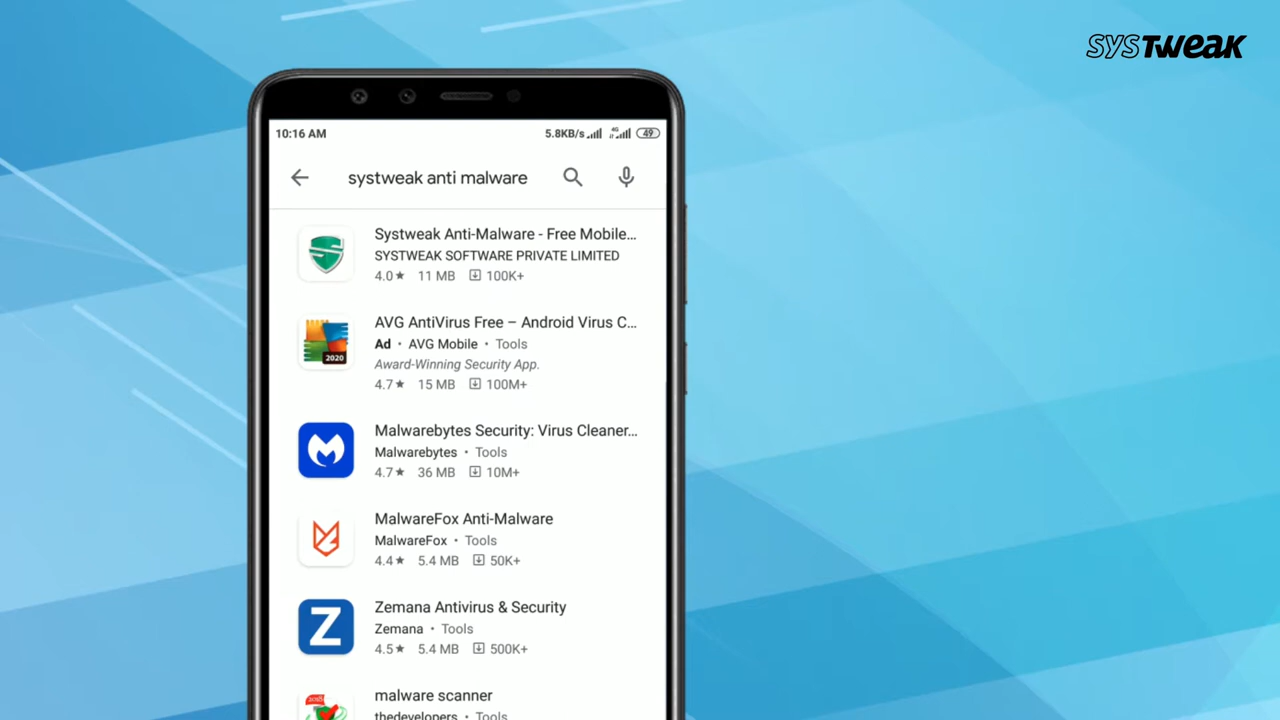 SYSTWEAK
10:16 AM 5.8KB/s 4G 49
systweak anti malware
Systweak Anti-Malware - Free Mobile...
SYSTWEAK SOFTWARE PRIVATE LIMITED
4.0★ 11 MB 100K+
AVG AntiVirus Free – Android Virus C...
2020
Ad • AVG Mobile • Tools
Award-Winning Security App.
4.7★ 15 MB 100M+
Malwarebytes Security: Virus Cleaner...
Malwarebytes • Tools
4.7★ 36 MB 10M+
MalwareFox Anti-Malware
MalwareFox • Tools
4.4★ 5.4 MB 50K+
Z
Zemana Antivirus & Security
Zemana • Tools
4.5★ 5.4 MB 500K+
malware scanner
thedevelopers • Tools